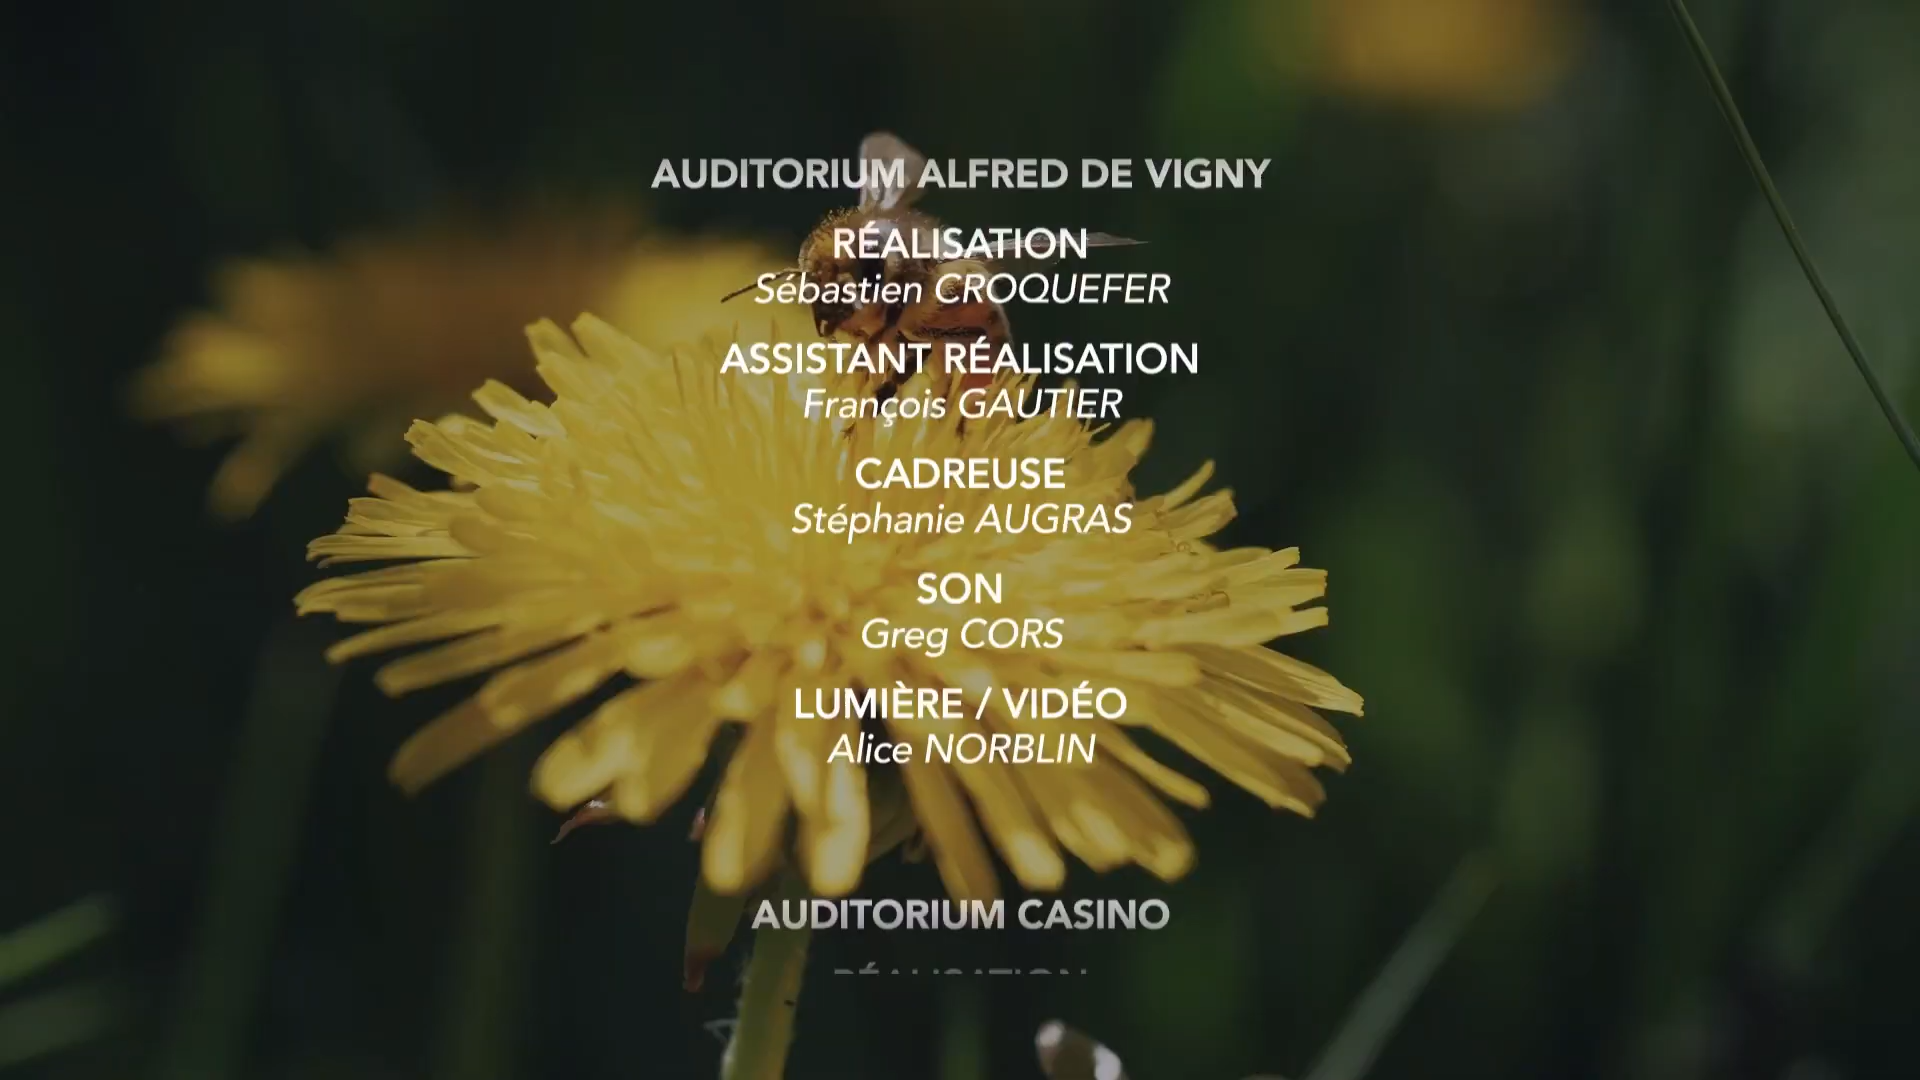 AUDITORIUM ALFRED DE VIGNY
RÉALISATION
Sébastien CROQUEFER
ASSISTANT RÉALISATION
François GAUTIER
CADREUSE
Stéphanie AUGRAS
SON
Greg CORS
LUMIÈRE / VIDÉO
Alice NORBLIN
AUDITORIUM CASINO
RÉALISATION